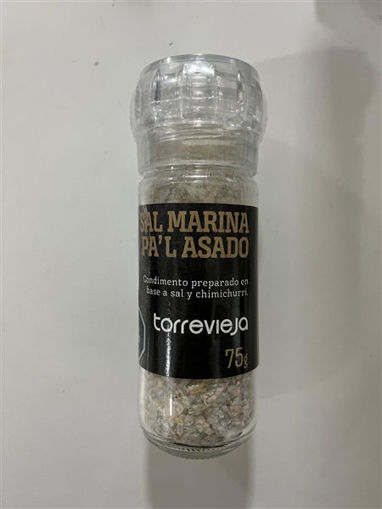 SAL MARINA
PA'L ASADO
Condimento preparado en
base a sal y chimichurri.
torrevieja
75g